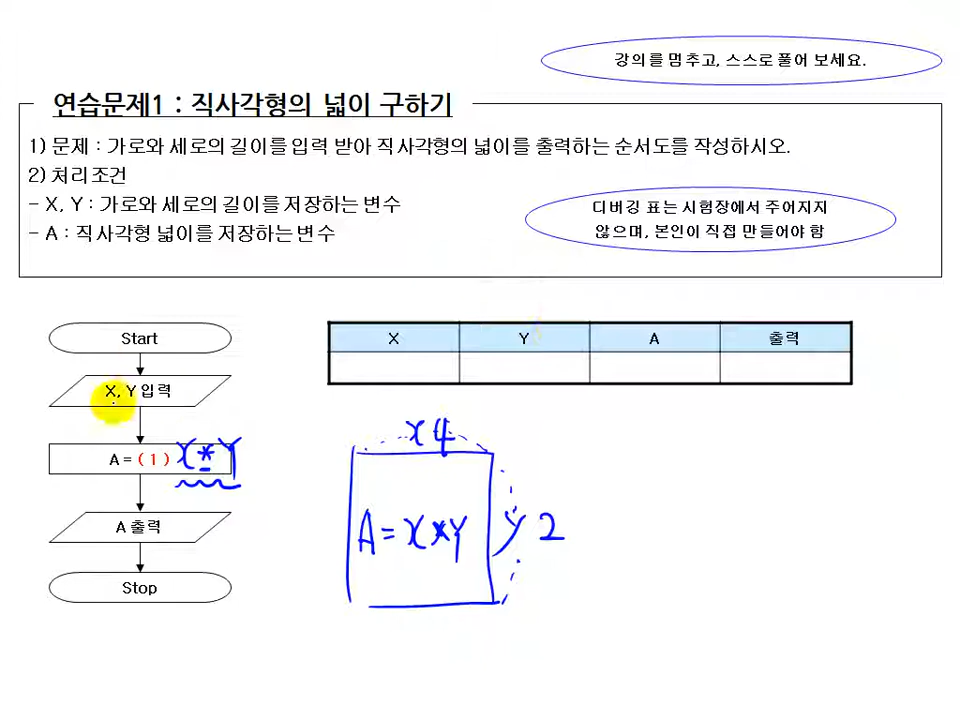 강의를 멈추고, 스스로 풀어 보세요.
연습문제1 : 직사각형의 넓이 구하기
1) 문제 : 가로와 세로의 길이를 입력 받아 직사각형의 넓이를 출력하는 순서도를 작성하시오.
2) 처리조건
- X, Y : 가로와 세로의 길이를 저장하는 변수
- A : 직사각형 넓이를 저장하는 변수
디버깅 표는 시험장에서 주어지지
않으며, 본인이 직접 만들어야 함
Start
X, Y 입력
A = ( 1 ) X*Y
A 출력
Stop
X Y A 출력
X 4
A = X*Y
Y 2